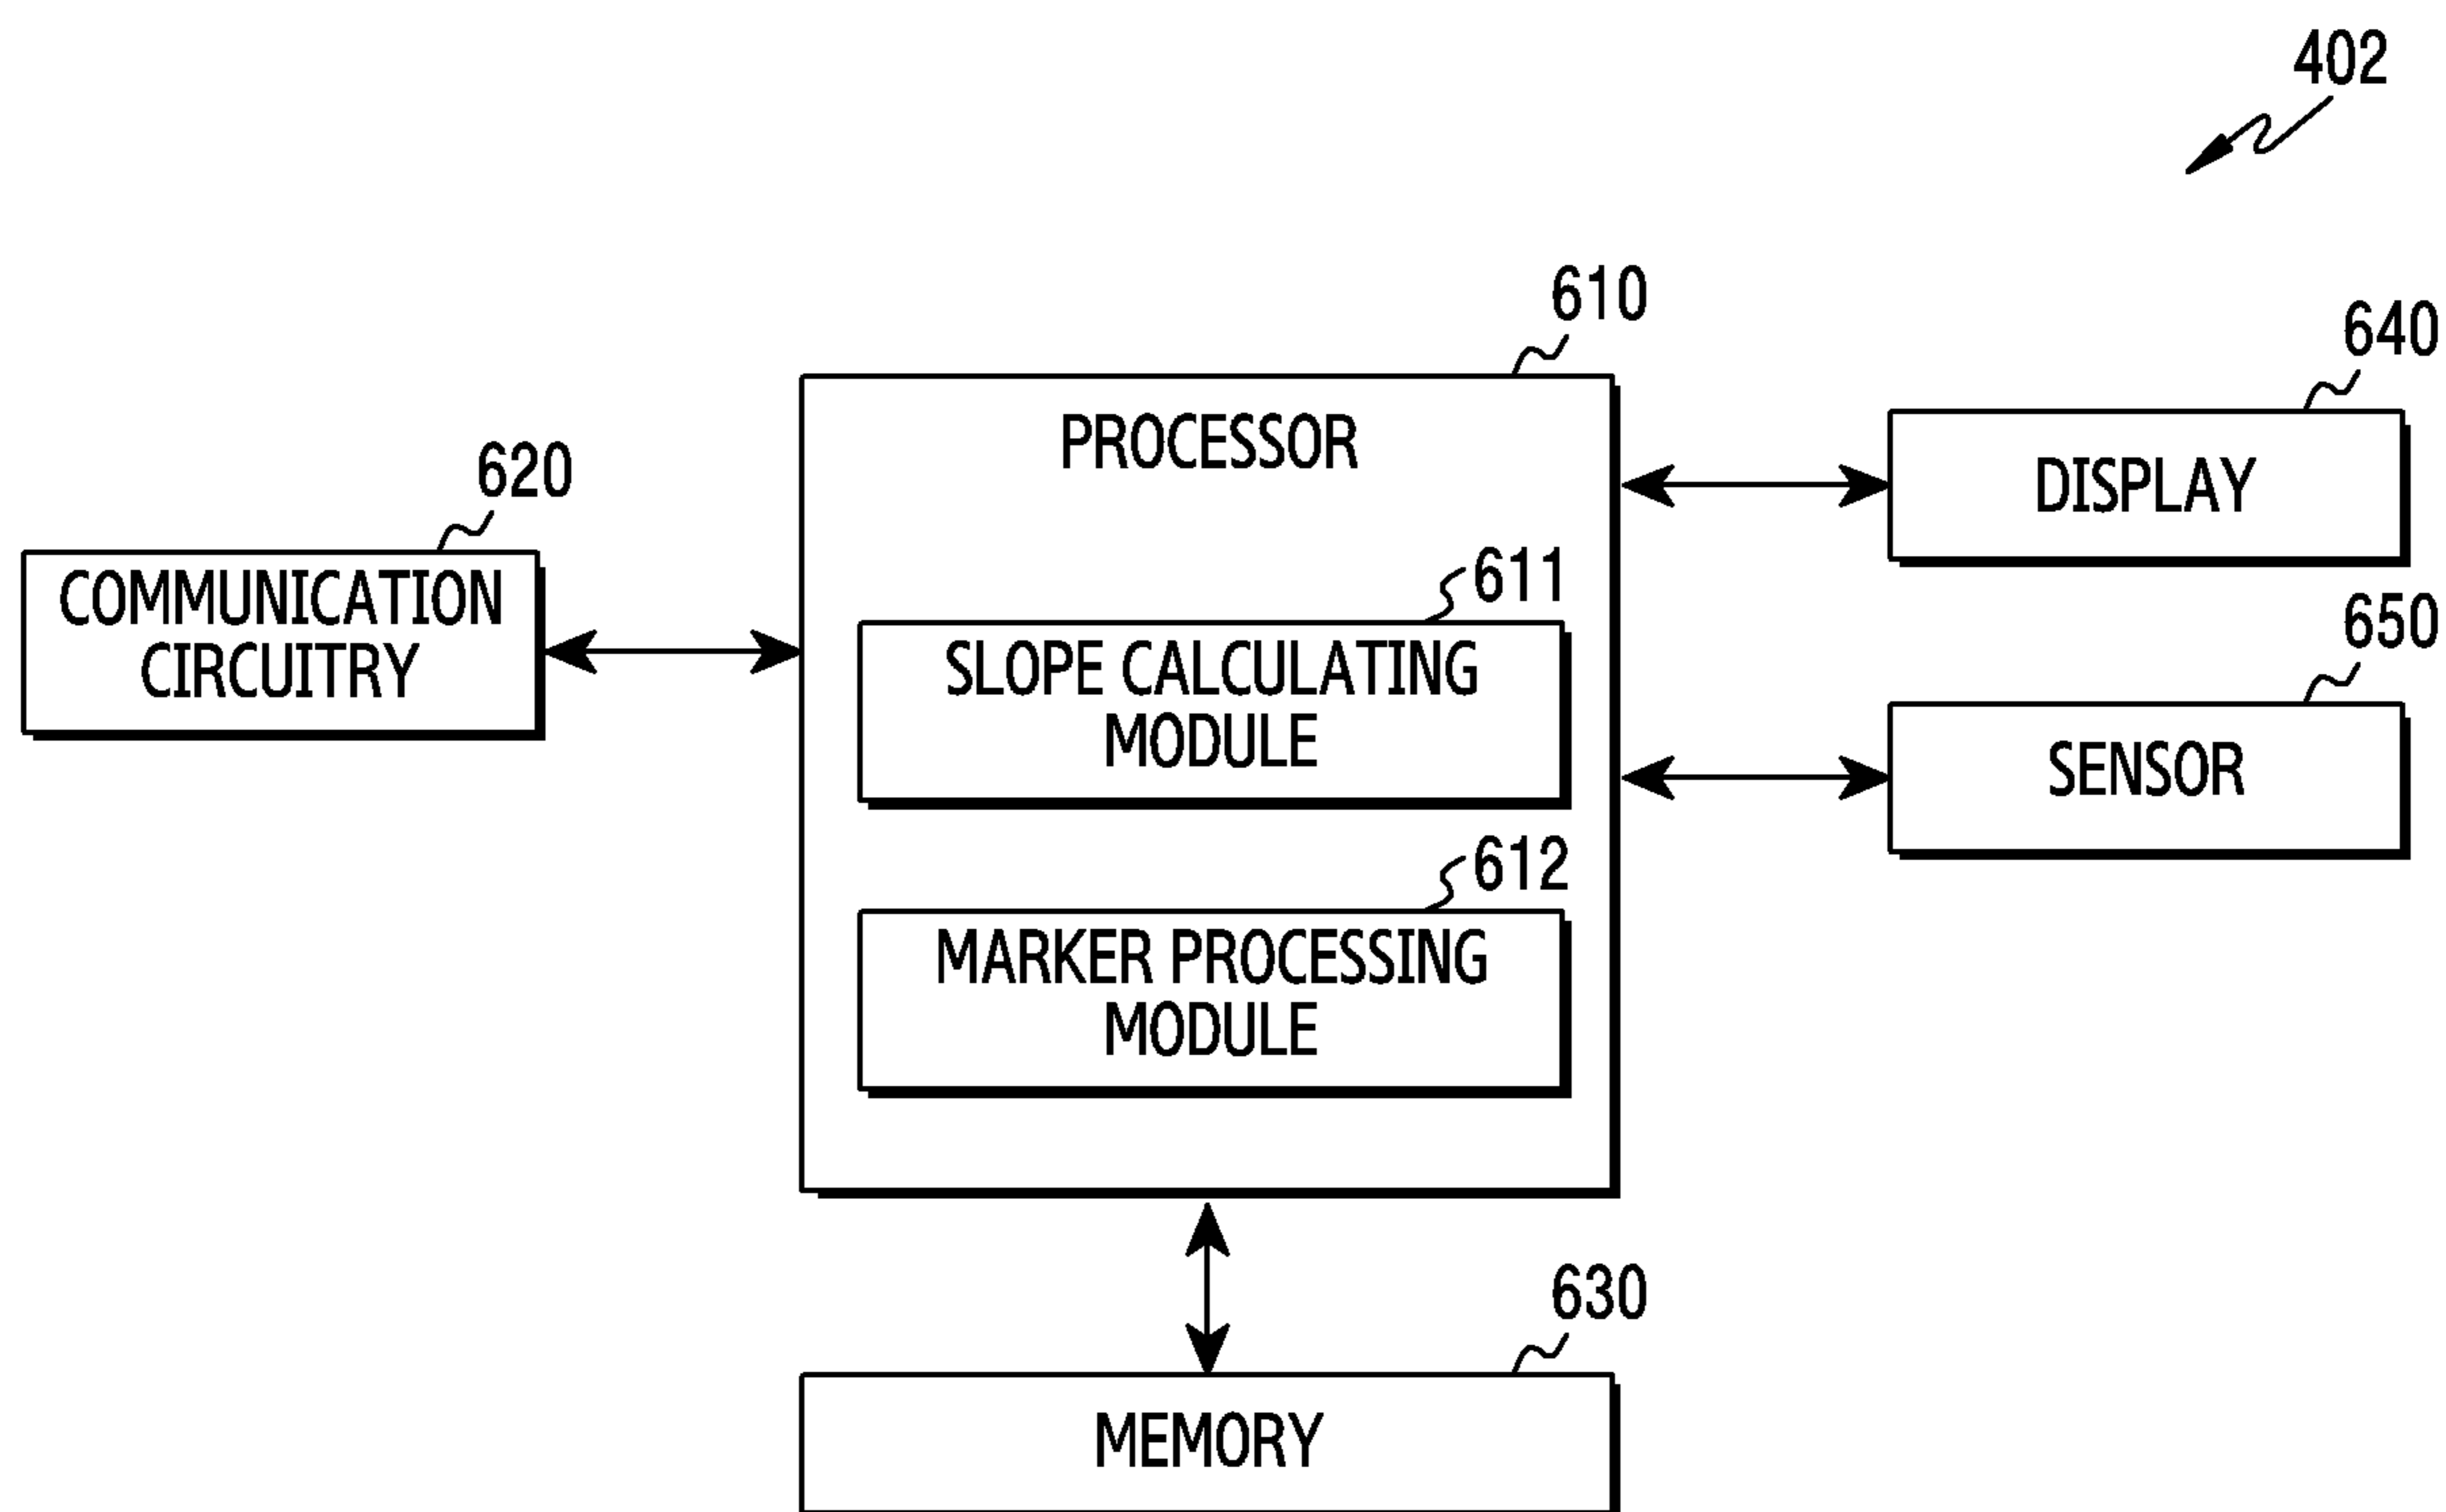 402
610
PROCESSOR
640
DISPLAY
620
COMMUNICATION
CIRCUITRY
611
SLOPE CALCULATING
MODULE
650
SENSOR
612
MARKER PROCESSING
MODULE
630
MEMORY